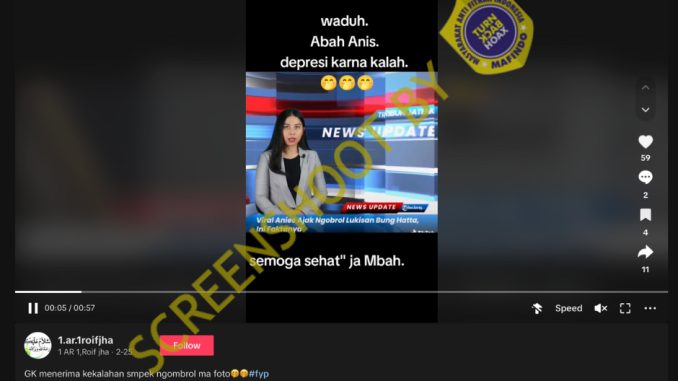 waduh.
Abah Anis.
depresi karna kalah.
🤭🤭🤭
NEWS UPDATE
NEWS UPDATE
Viral Anies Ajak Ngobrol Lukisan Bung Hatta,
Ini Faktanya
semoga sehat" ja Mbah.
SCREENSHOOT BY
MASYARAKAT ANTI FITNAH INDONESIA
TURN
BACK
HOAX
MAFINDO
59
2
4
11
00:05 / 00:57
Speed
1.ar.1roifjha
1 AR 1,Roif jha · 2-25
Follow
GK menerima kekalahan smpek ngombrol ma foto🤭🤭#fyp